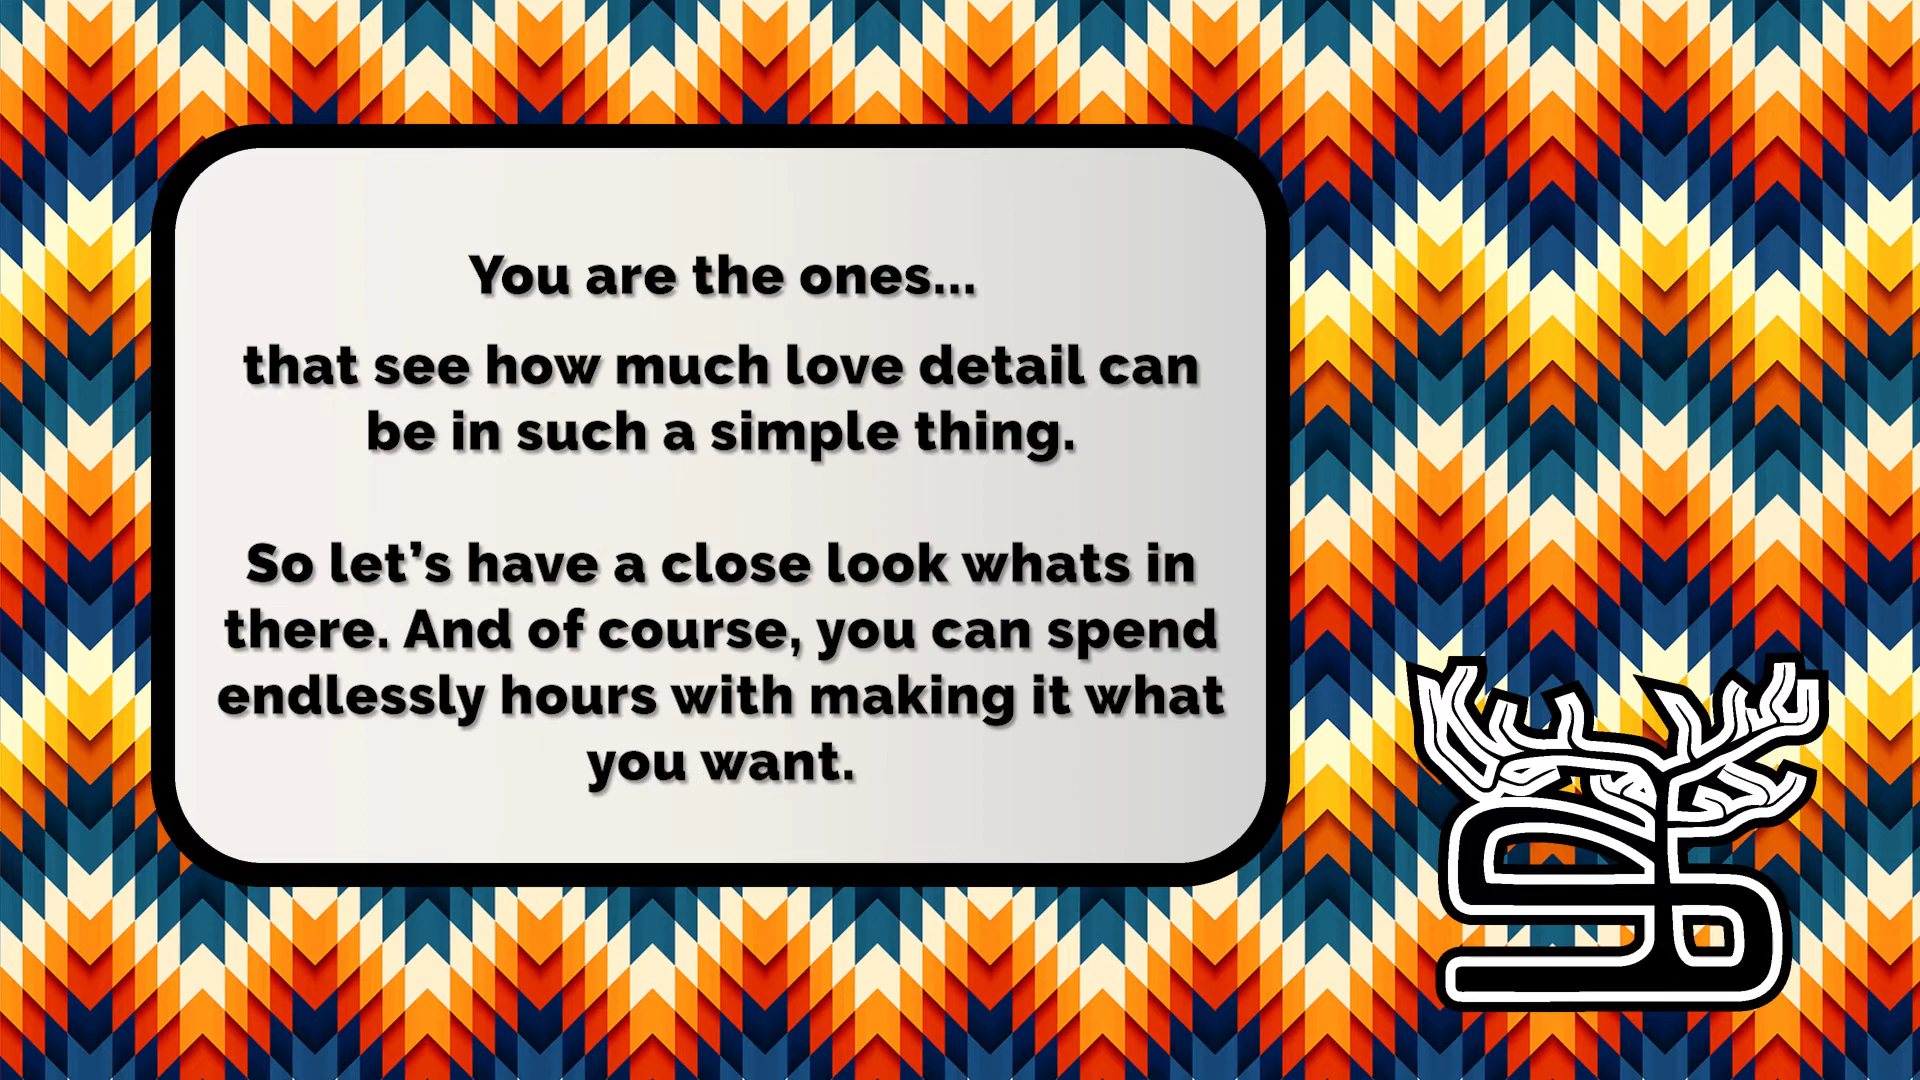 You are the ones...
that see how much love detail can
be in such a simple thing.
So let’s have a close look whats in
there. And of course, you can spend
endlessly hours with making it what
you want.